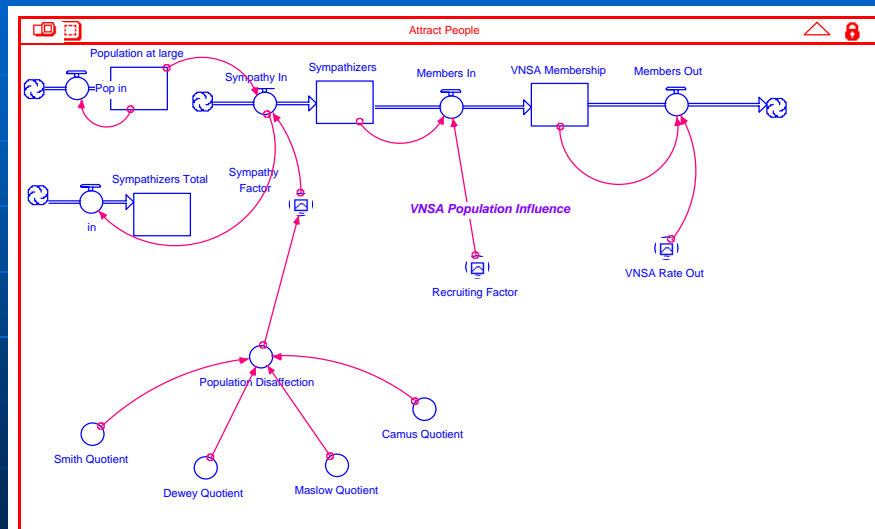 Attract People
Population at large
Pop in
Sympathy In
Sympathizers
Members In
VNSA Membership
Members Out
Sympathizers Total
in
Sympathy
Factor
VNSA Population Influence
Recruiting Factor
VNSA Rate Out
Population Disaffection
Smith Quotient
Dewey Quotient
Maslow Quotient
Camus Quotient